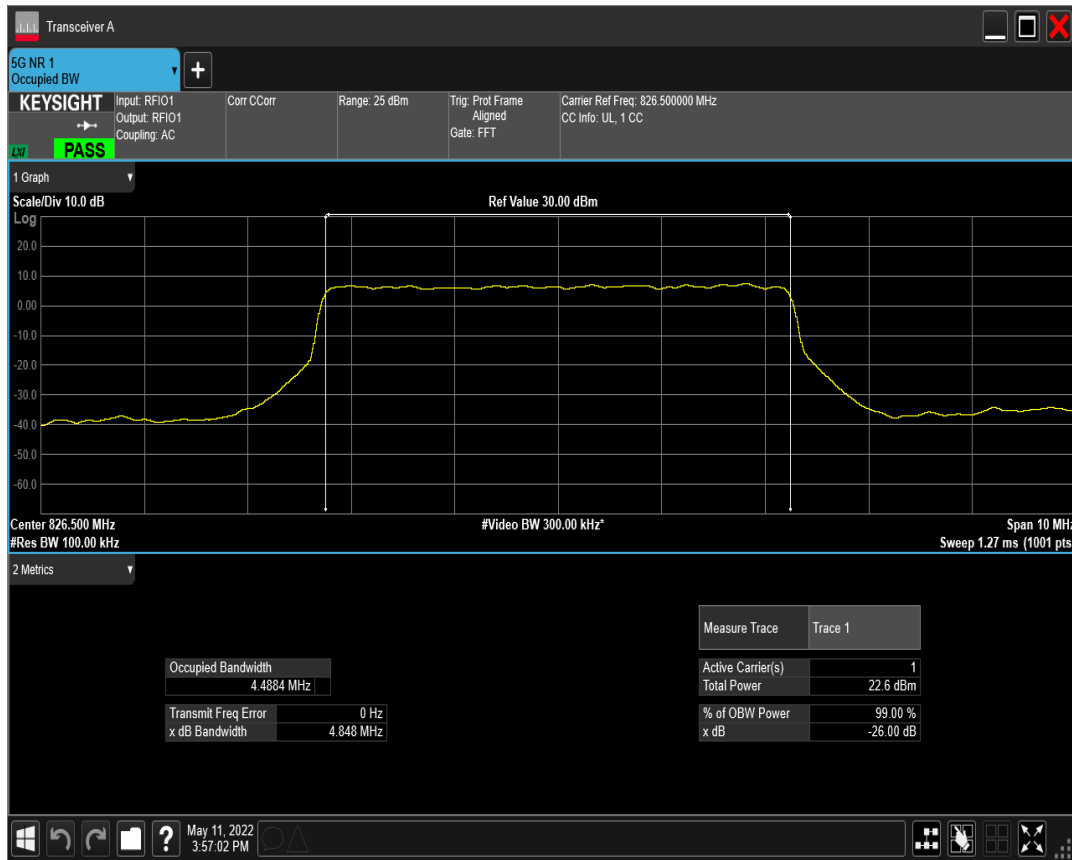 Transceiver A
5G NR 1
Occupied BW
+
KEYSIGHT
LXI
PASS
Input: RFIO1
Output: RFIO1
Coupling: AC
Corr CCorr
Range: 25 dBm
Trig: Prot Frame
Aligned
Gate: FFT
Carrier Ref Freq: 826.500000 MHz
CC Info: UL, 1 CC
1 Graph
Scale/Div 10.0 dB
Ref Value 30.00 dBm
Log
20.0
10.0
0.00
-10.0
-20.0
-30.0
-40.0
-50.0
-60.0
Center 826.500 MHz
#Video BW 300.00 kHz*
Span 10 MHz
#Res BW 100.00 kHz
Sweep 1.27 ms (1001 pts
2 Metrics
Measure Trace Trace 1
Occupied Bandwidth
4.4884 MHz
Active Carrier(s) 1
Total Power 22.6 dBm
Transmit Freq Error 0 Hz
x dB Bandwidth 4.848 MHz
% of OBW Power 99.00 %
x dB -26.00 dB
?
May 11, 2022
3:57:02 PM